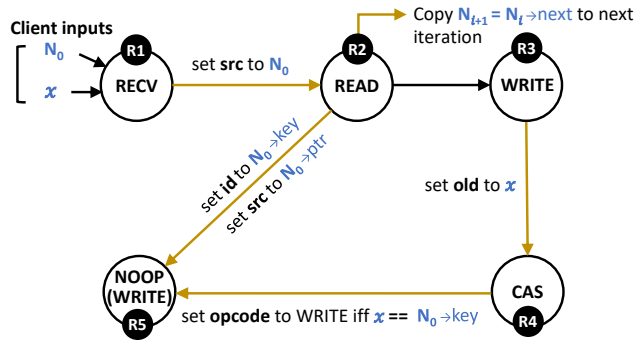 Client inputs
N₀
x
R1
RECV
set src to N₀
R2
READ
Copy Nᵢ₊₁ = Nᵢ→next to next
iteration
R3
WRITE
set id to N₀→key
set src to N₀→ptr
set old to x
NOOP
(WRITE)
R5
set opcode to WRITE iff x == N₀→key
CAS
R4